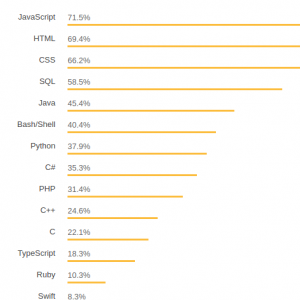 JavaScript 71.5%
HTML 69.4%
CSS 66.2%
SQL 58.5%
Java 45.4%
Bash/Shell 40.4%
Python 37.9%
C# 35.3%
PHP 31.4%
C++ 24.6%
C 22.1%
TypeScript 18.3%
Ruby 10.3%
Swift 8.3%